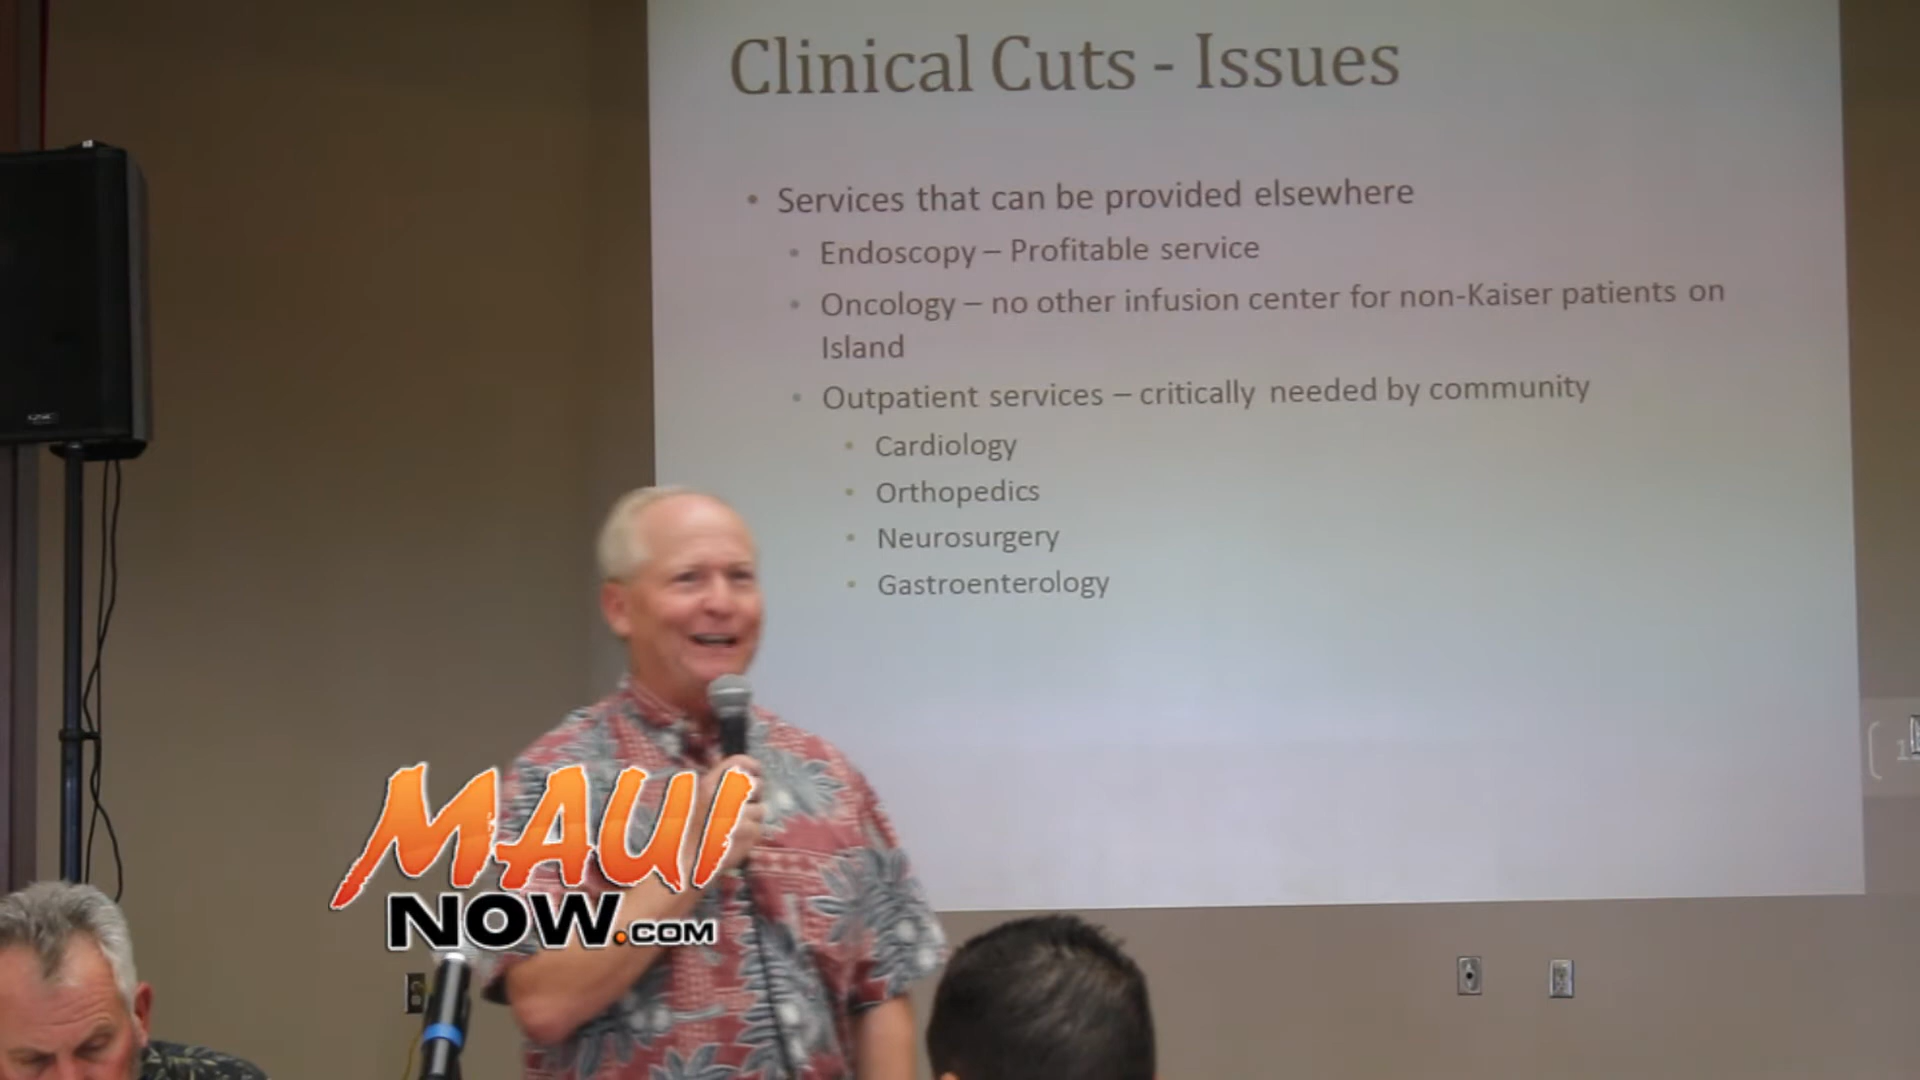 Clinical Cuts - Issues
• Services that can be provided elsewhere
• Endoscopy – Profitable service
• Oncology – no other infusion center for non-Kaiser patients on
Island
• Outpatient services – critically needed by community
• Cardiology
• Orthopedics
• Neurosurgery
• Gastroenterology
MAUI
NOW.COM
QSC